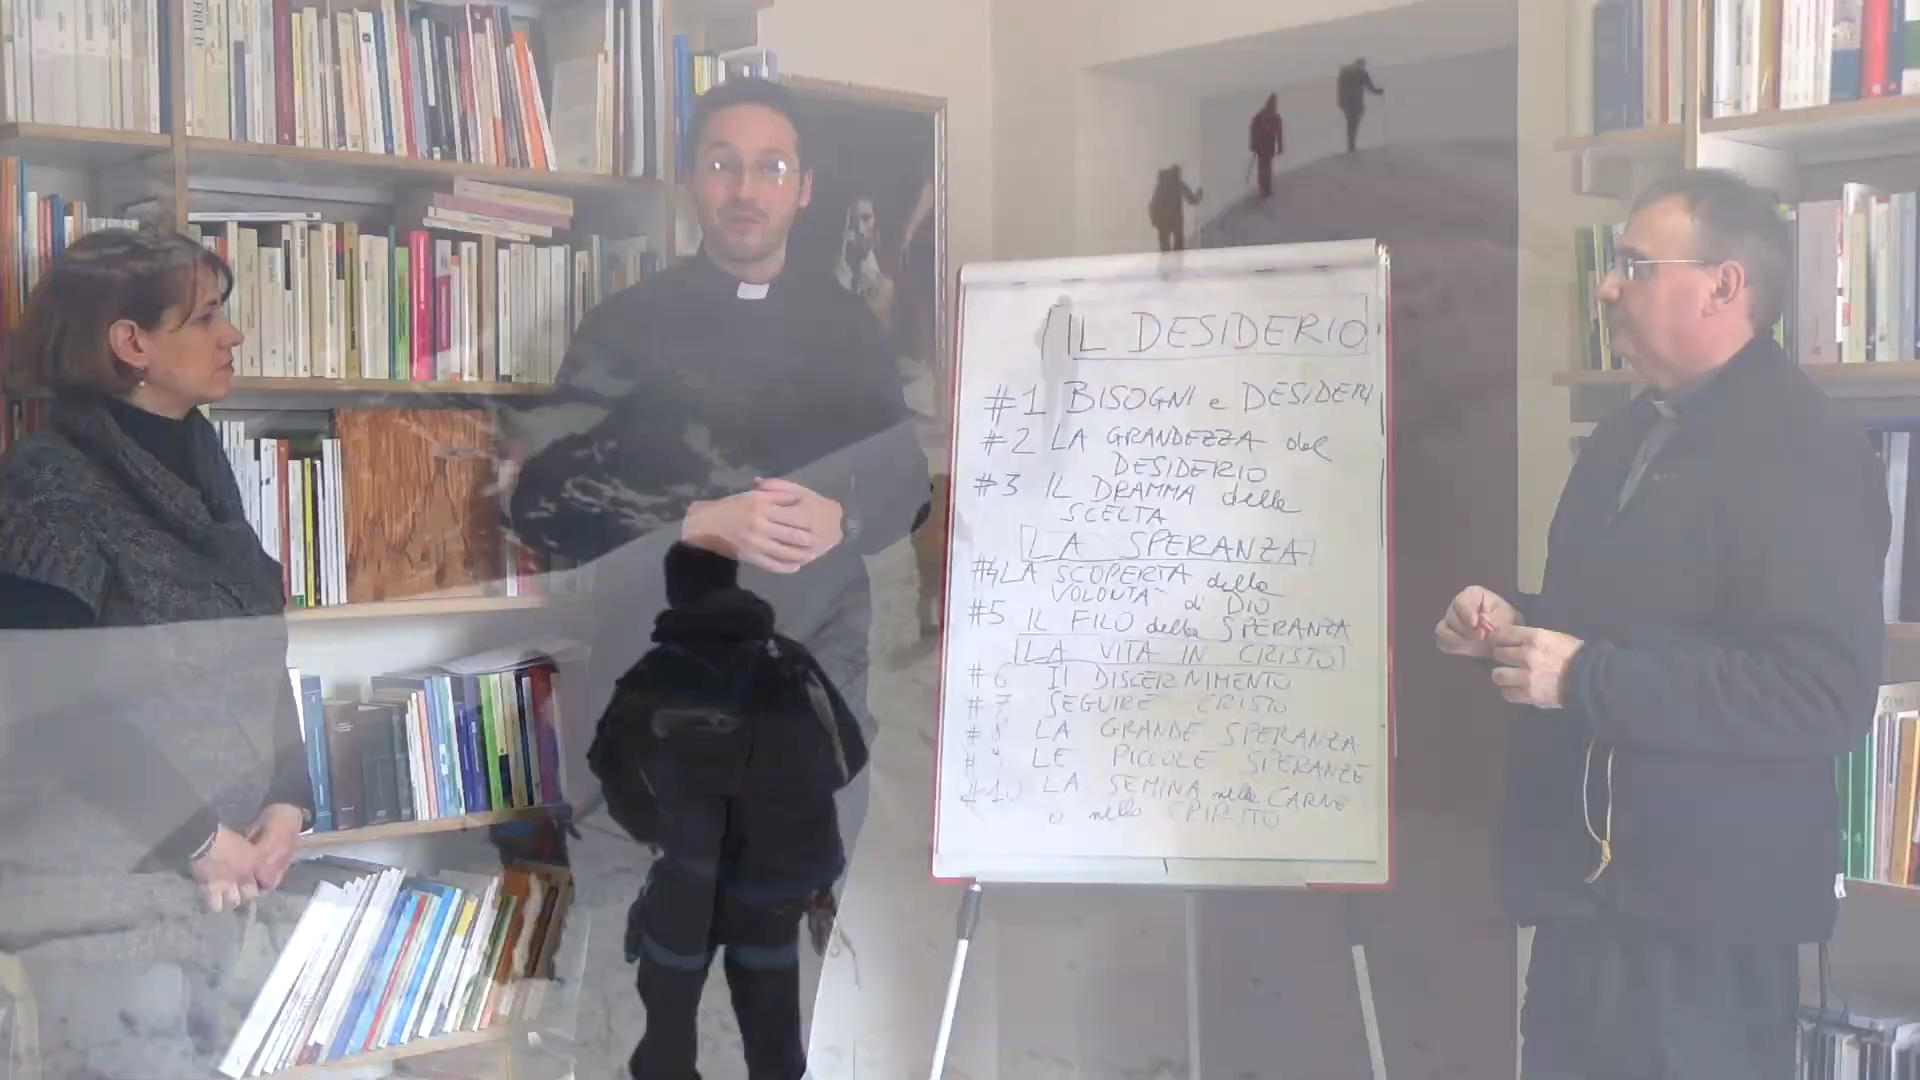 IL DESIDERIO
#1 BISOGNI e DESIDERI
#2 LA GRANDEZZA del
DESIDERIO
#3 IL DRAMMA della
SCELTA
LA SPERANZA
#4 LA SCOPERTA della
VOLONTA' di DIO
#5 IL FILO della SPERANZA
LA VITA IN CRISTO
#6 Il DISCERNIMENTO
#7 SEGUIRE CRISTO
#8 LA GRANDE SPERANZA
#9 LE PICCOLE SPERANZE
#10 LA SEMINA nella CARNE
o nello SPIRITO